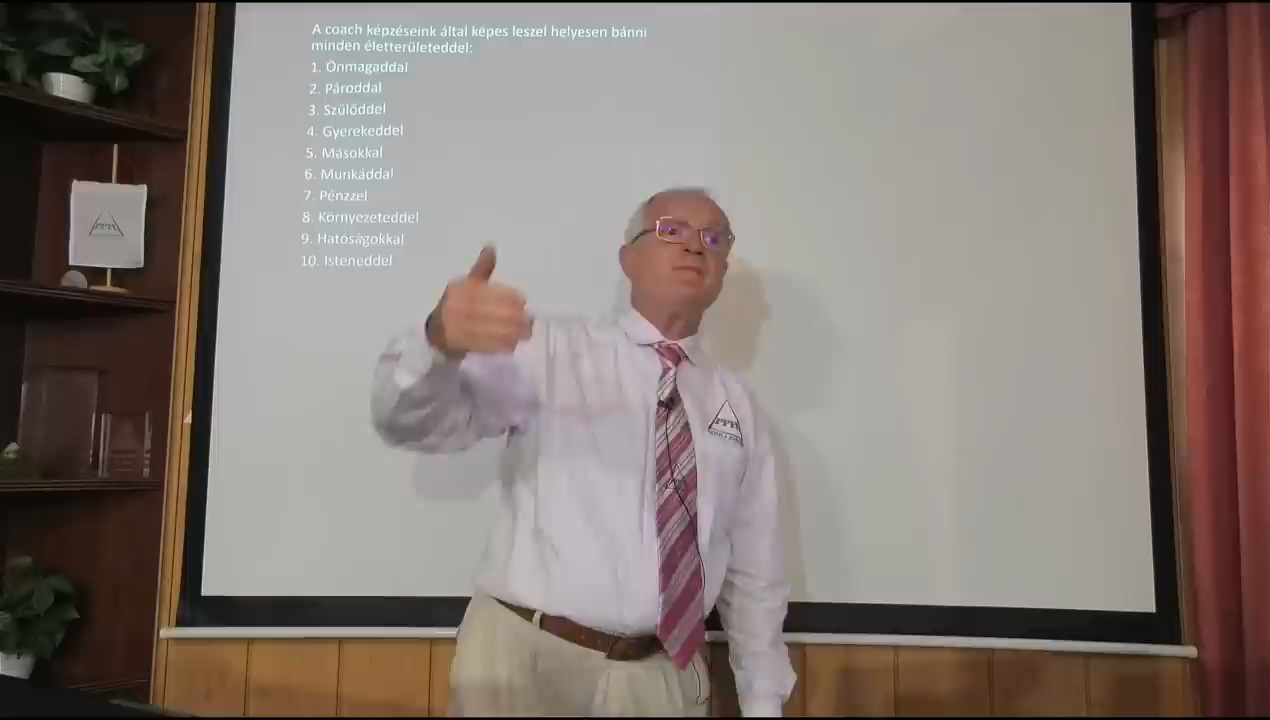 A coach képzéseink által képes leszel helyesen bánni
minden életterületeddel:
1. Önmagaddal
2. Pároddal
3. Szülőddel
4. Gyerekeddel
5. Másokkal
6. Munkáddal
7. Pénzzel
8. Környezeteddel
9. Hatóságokkal
10. Isteneddel